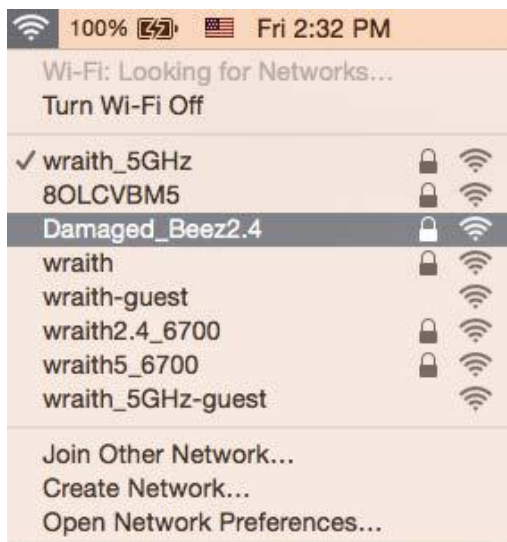 100% Fri 2:32 PM
Wi-Fi: Looking for Networks...
Turn Wi-Fi Off
wraith_5GHz
8OLCVBM5
Damaged_Beez2.4
wraith
wraith-guest
wraith2.4_6700
wraith5_6700
wraith_5GHz-guest
Join Other Network...
Create Network...
Open Network Preferences...